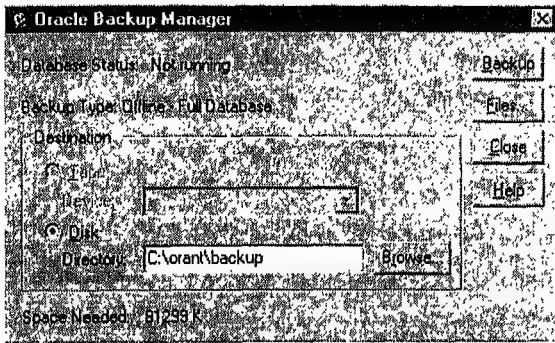 Oracle Backup Manager
Database Status: Not running
Backup
Backup Type: Offline - Full Database
Files...
Destination
Close
Tape
Help
Device:
Disk
Directory: C:\orant\backup Browse...
Space Needed: 81299 K